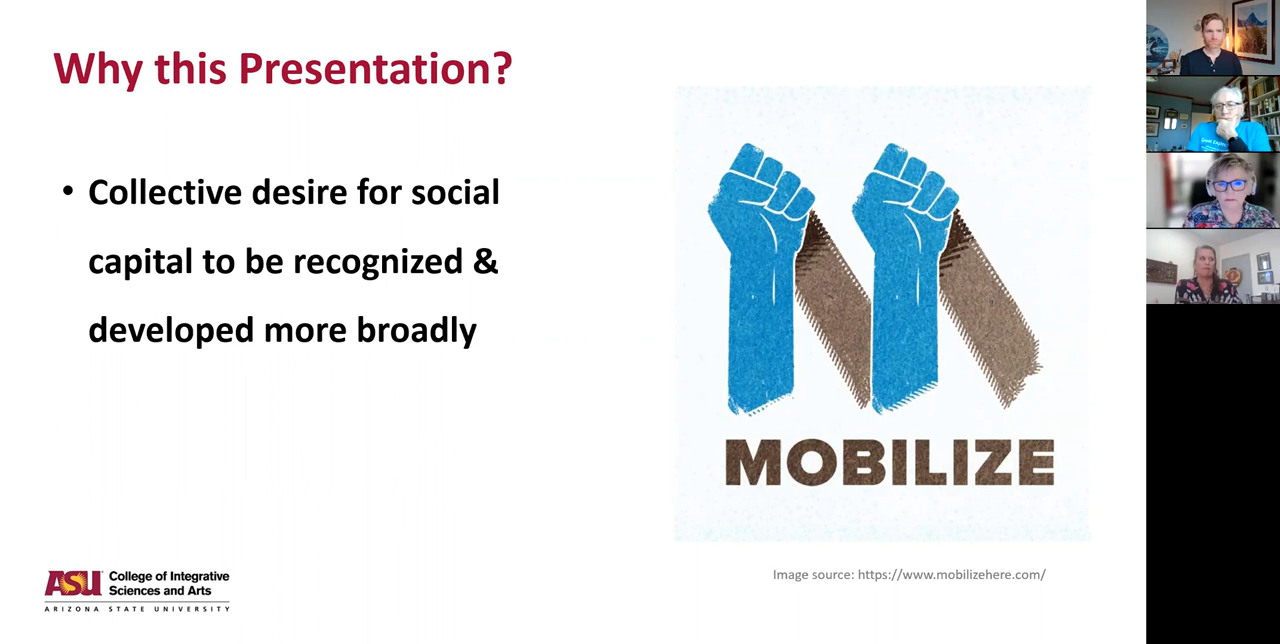 Why this Presentation?
• Collective desire for social
capital to be recognized &
developed more broadly
MOBILIZE
Image source: https://www.mobilizehere.com/
ASU College of Integrative
Sciences and Arts
ARIZONA STATE UNIVERSITY